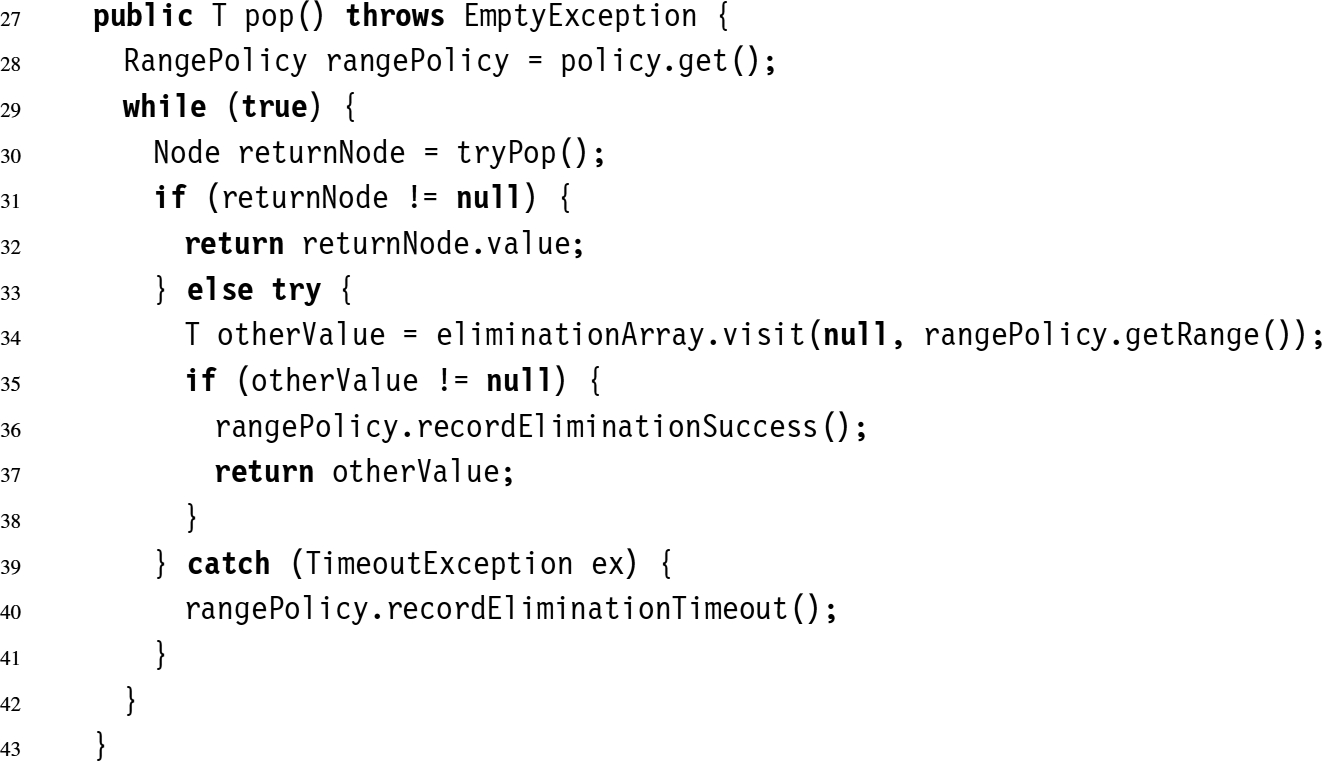 27 public T pop() throws EmptyException {
28 RangePolicy rangePolicy = policy.get();
29 while (true) {
30 Node returnNode = tryPop();
31 if (returnNode != null) {
32 return returnNode.value;
33 } else try {
34 T otherValue = eliminationArray.visit(null, rangePolicy.getRange());
35 if (otherValue != null) {
36 rangePolicy.recordEliminationSuccess();
37 return otherValue;
38 }
39 } catch (TimeoutException ex) {
40 rangePolicy.recordEliminationTimeout();
41 }
42 }
43 }